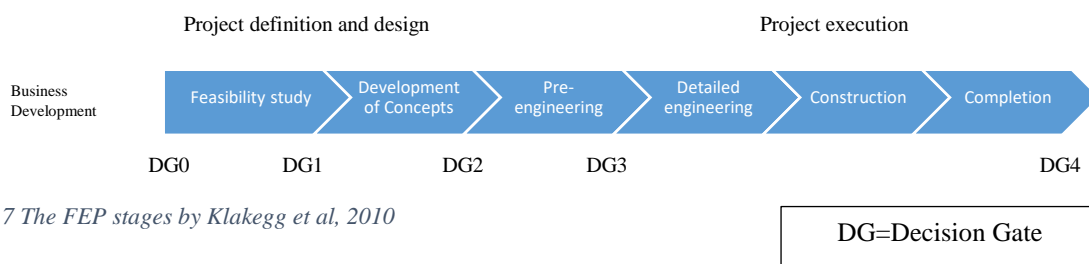 Project definition and design
Project execution
Business
Development
Feasibility study
Development
of Concepts
Pre-
engineering
Detailed
engineering
Construction
Completion
DG0
DG1
DG2
DG3
DG4
7 The FEP stages by Klakegg et al, 2010
DG=Decision Gate